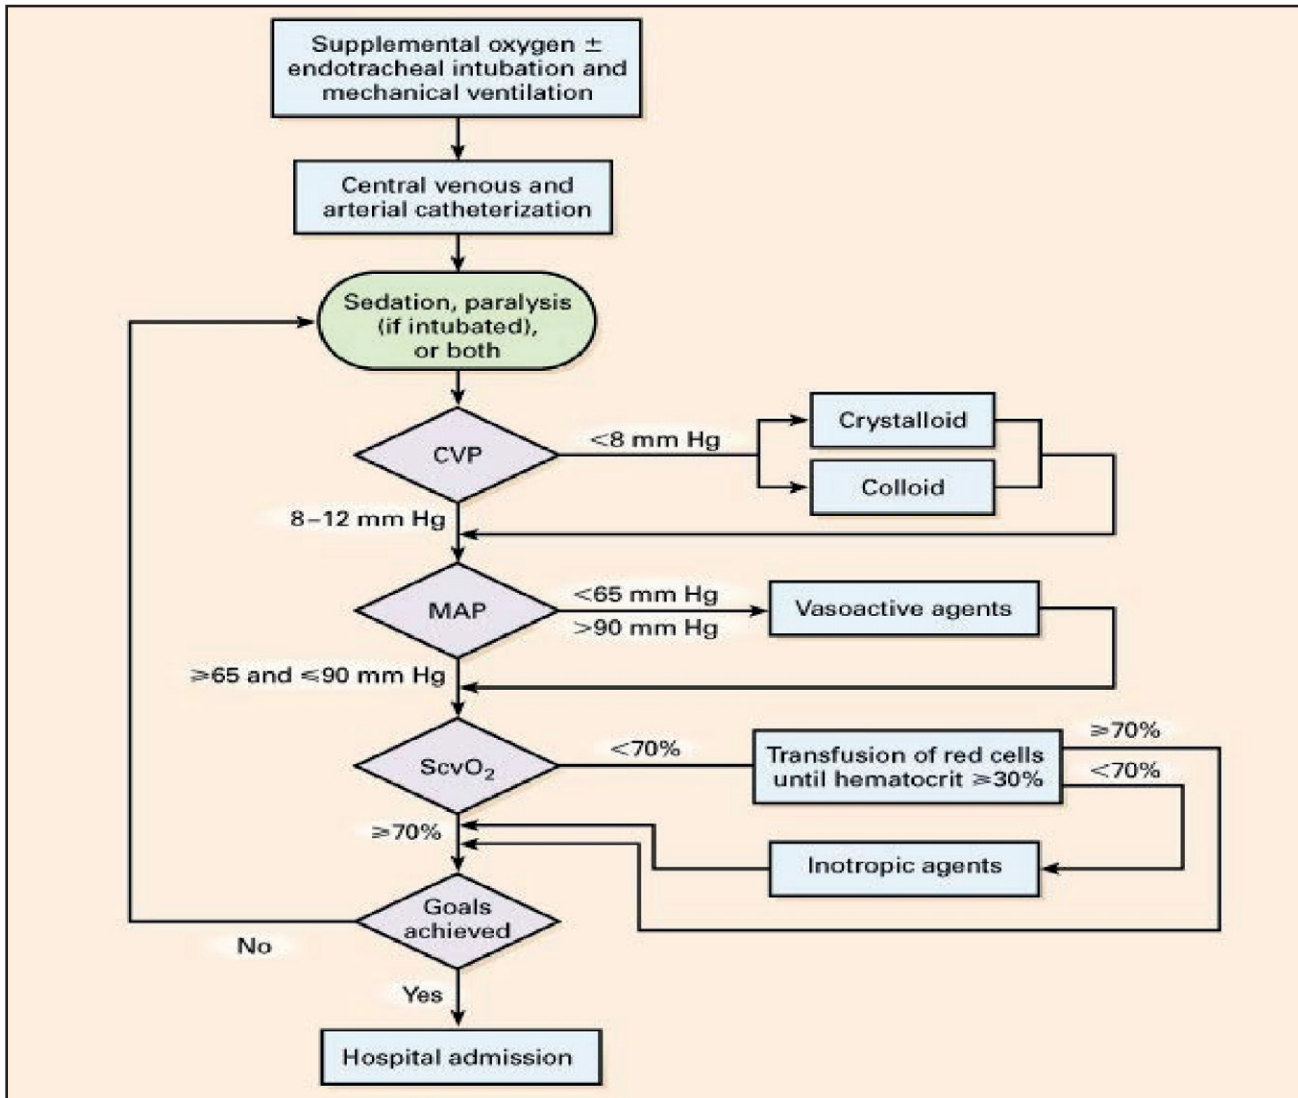 Supplemental oxygen ±
endotracheal intubation and
mechanical ventilation
Central venous and
arterial catheterization
Sedation, paralysis
(if intubated),
or both
CVP
<8 mm Hg
Crystalloid
Colloid
8–12 mm Hg
MAP
<65 mm Hg
>90 mm Hg
Vasoactive agents
⩾65 and ⩽90 mm Hg
ScvO₂
<70%
Transfusion of red cells
until hematocrit ⩾30%
⩾70%
<70%
⩾70%
Inotropic agents
Goals
achieved
No
Yes
Hospital admission